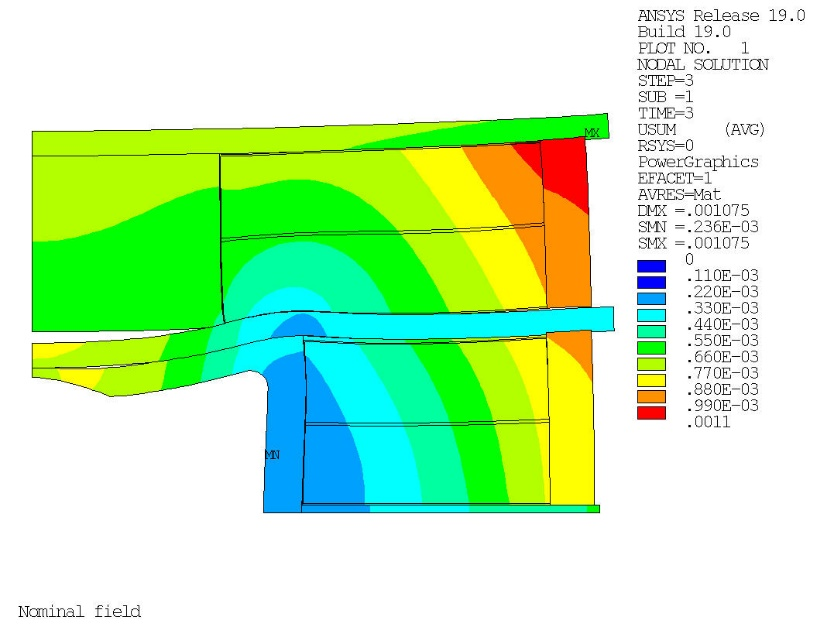 ANSYS Release 19.0
Build 19.0
PLOT NO. 1
NODAL SOLUTION
STEP=3
SUB =1
TIME=3
USUM (AVG)
RSYS=0
PowerGraphics
EFACET=1
AVRES=Mat
DMX =.001075
SMN =.236E-03
SMX =.001075
0
.110E-03
.220E-03
.330E-03
.440E-03
.550E-03
.660E-03
.770E-03
.880E-03
.990E-03
.0011
MX
MN
Nominal field